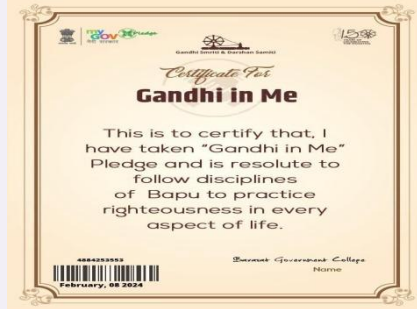 my
GOV Pledge
मेरी सरकार
Gandhi Smriti & Darshan Samiti
150
Certificate For
Gandhi in Me
This is to certify that, I
have taken “Gandhi in Me”
Pledge and is resolute to
follow disciplines
of Bapu to practice
righteousness in every
aspect of life.
4884253553
February, 08 2024
Barasat Government College
Name